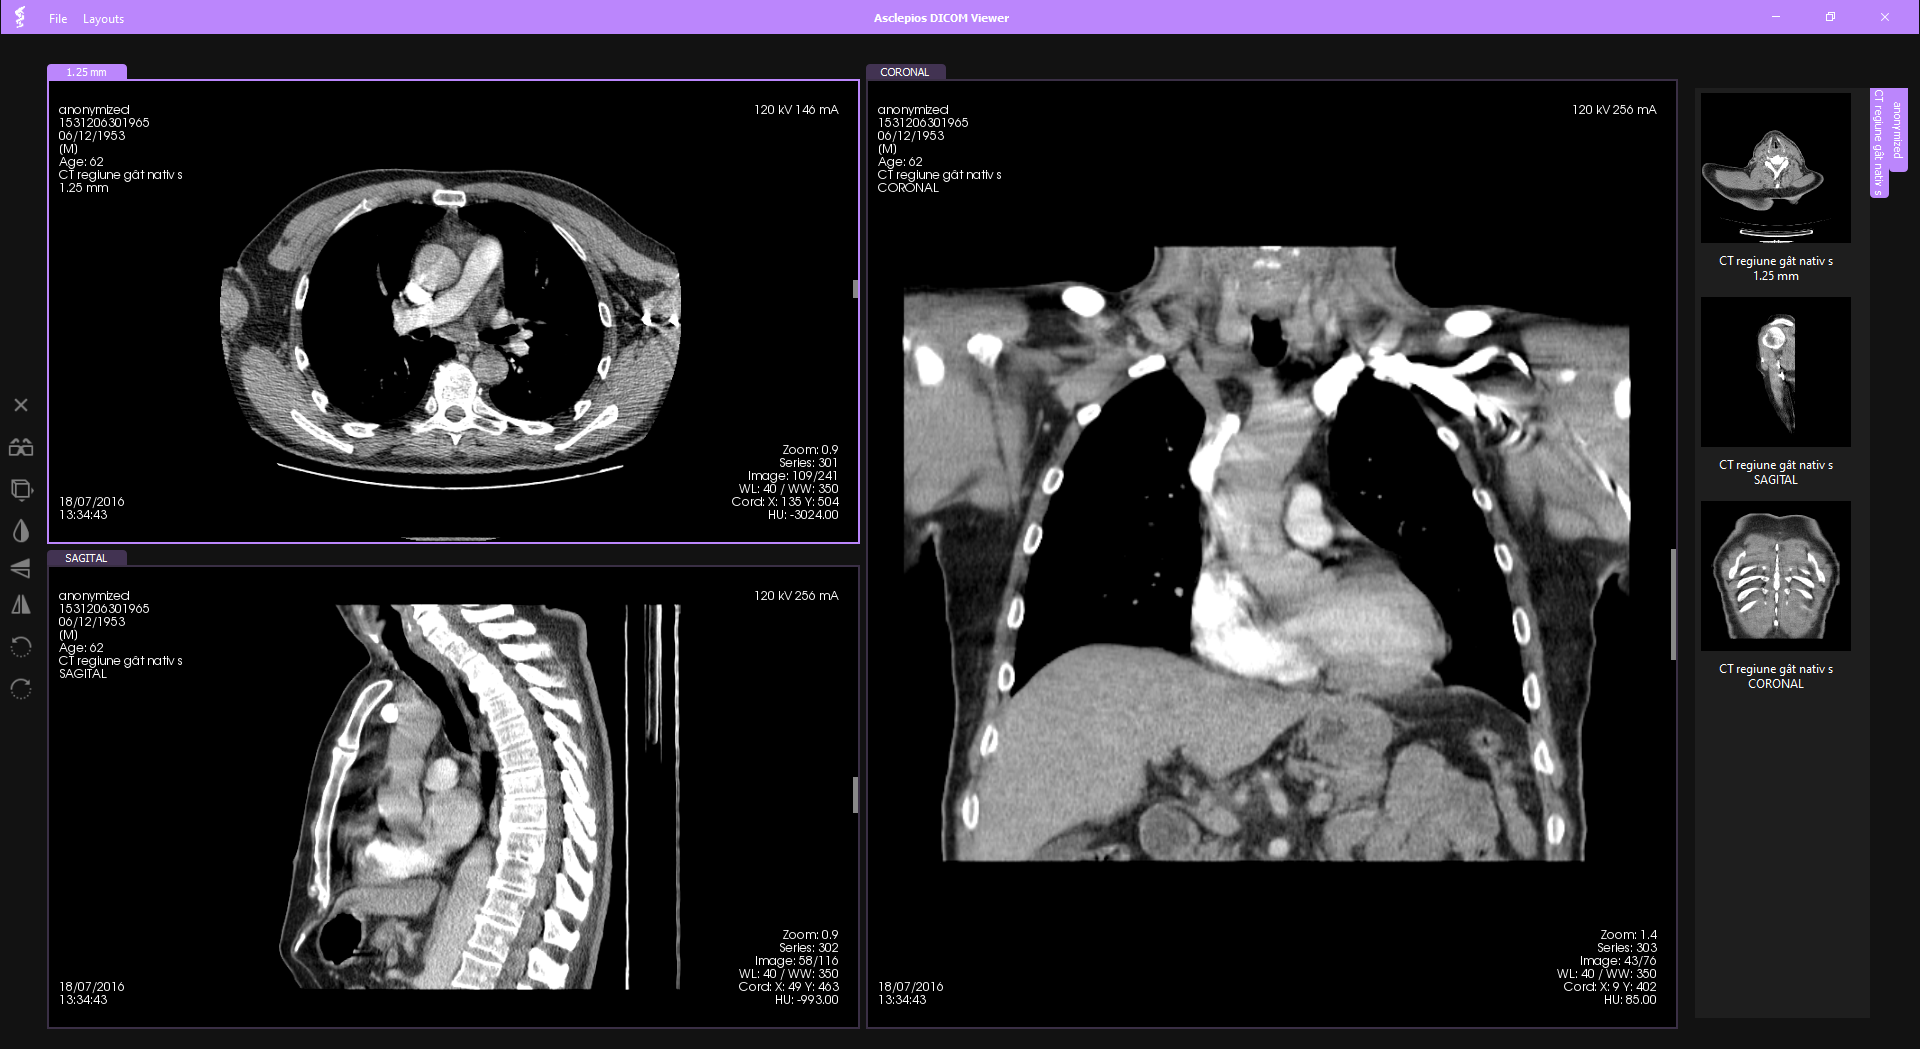 File Layouts
Asclepios DICOM Viewer
1.25 mm
anonymized
1531206301965
06/12/1953
(M)
Age: 62
CT regiune gât nativ s
1.25 mm
120 kV 146 mA
Zoom: 0.9
Series: 301
Image: 109/241
WL: 40 / WW: 350
Cord: X: 135 Y: 504
HU: -3024.00
18/07/2016
13:34:43
SAGITAL
anonymized
1531206301965
06/12/1953
(M)
Age: 62
CT regiune gât nativ s
SAGITAL
120 kV 256 mA
Zoom: 0.9
Series: 302
Image: 58/116
WL: 40 / WW: 350
Cord: X: 49 Y: 463
HU: -993.00
18/07/2016
13:34:43
CORONAL
anonymized
1531206301965
06/12/1953
(M)
Age: 62
CT regiune gât nativ s
CORONAL
120 kV 256 mA
Zoom: 1.4
Series: 303
Image: 43/76
WL: 40 / WW: 350
Cord: X: 9 Y: 402
HU: 85.00
18/07/2016
13:34:43
CT regiune gât nativ s
1.25 mm
CT regiune gât nativ s
SAGITAL
CT regiune gât nativ s
CORONAL
CT regiune gât nativ s
anonymized